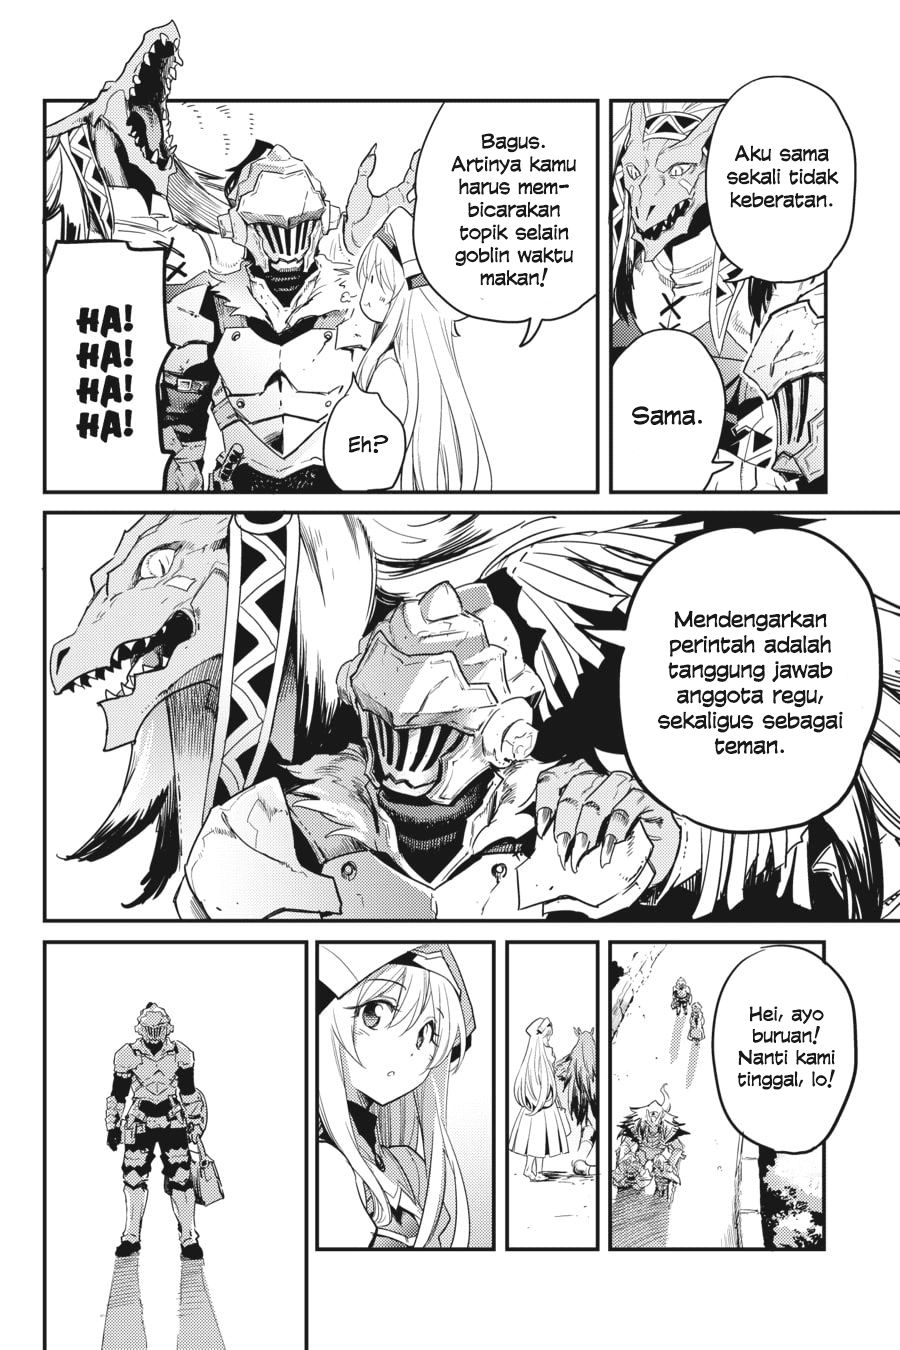 Aku sama
sekali tidak
keberatan.
Sama.
Bagus.
Artinya kamu
harus mem-
bicarakan
topik selain
goblin waktu
makan!
Eh?
HA!
HA!
HA!
HA!
Mendengarkan
perintah adalah
tanggung jawab
anggota regu,
sekaligus sebagai
teman.
Hei, ayo
buruan!
Nanti kami
tinggal, lo!